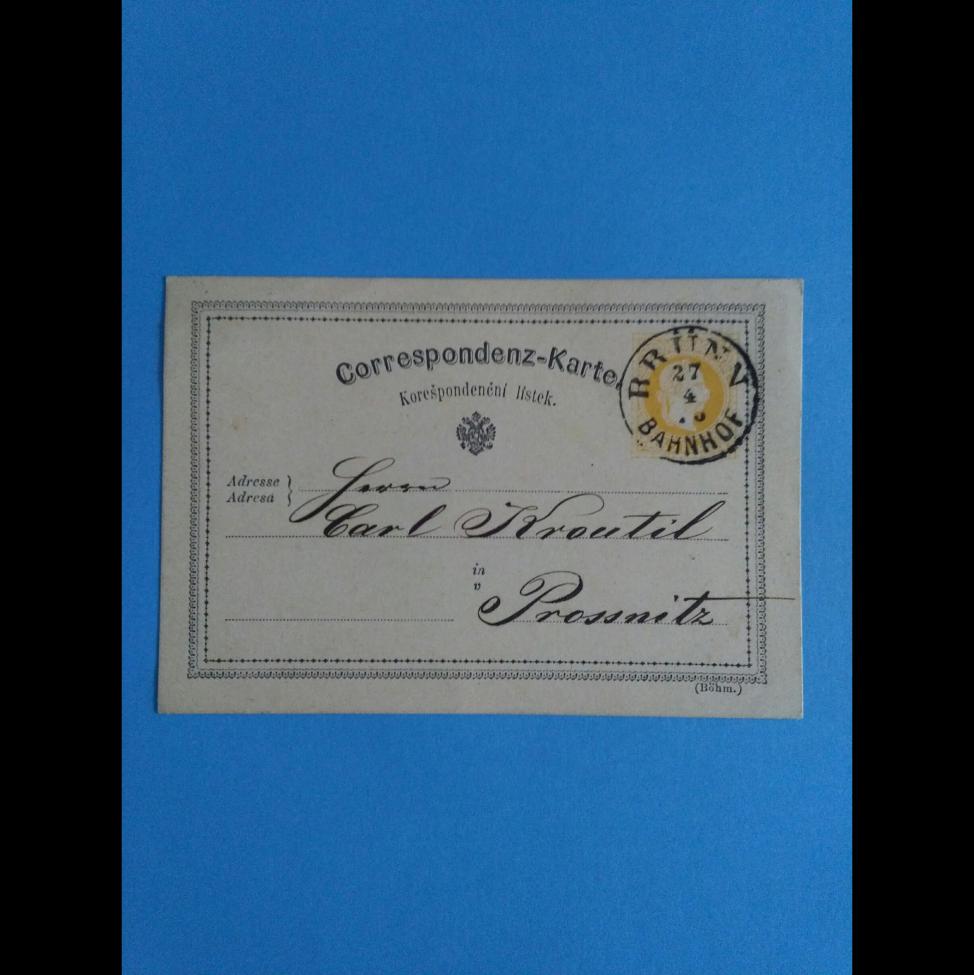 Correspondenz-Karte.
Korešpondenční lístek.
BRÜNN
27
4
BAHNHOF
Adresse
Adresa
Herrn
Carl Kroutil
in
v
Prossnitz
(Böhm.)